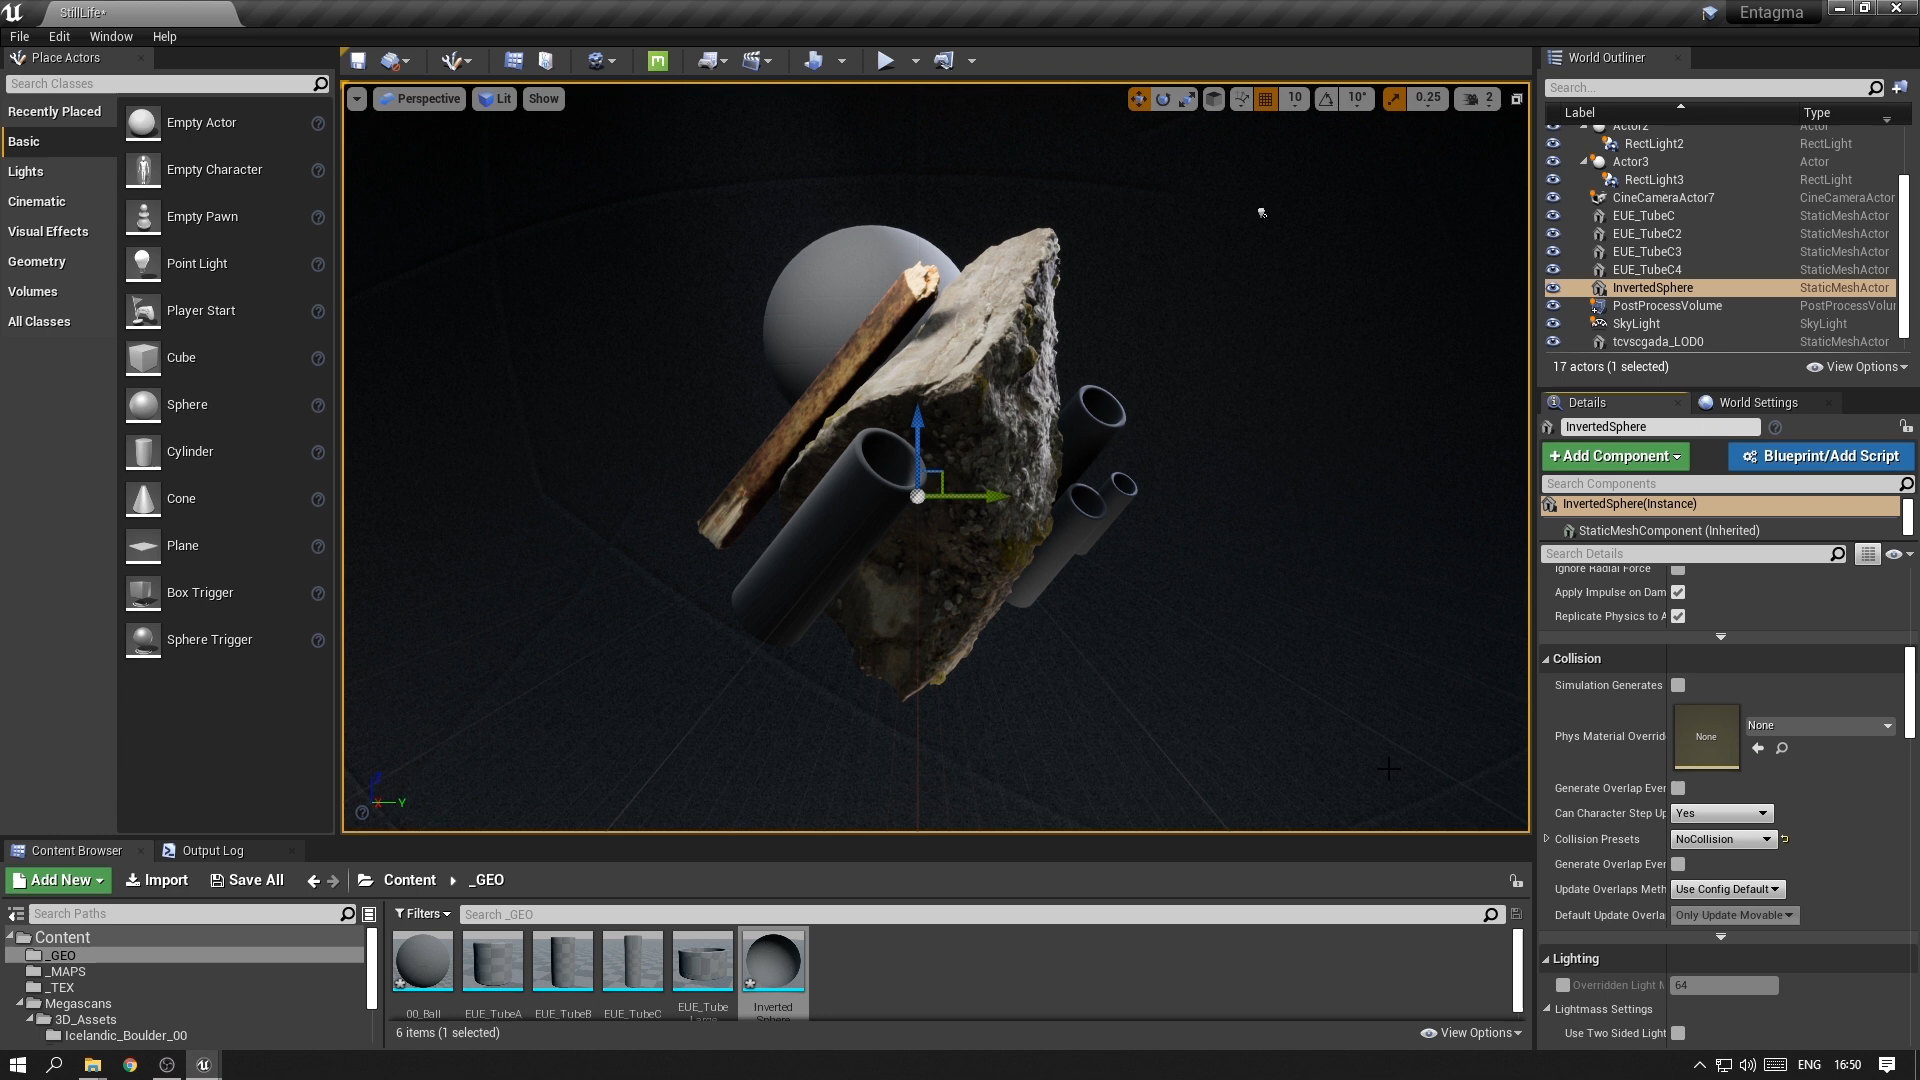 StillLife*
Entagma
File Edit Window Help
Place Actors
Search Classes
Recently Placed
Basic
Lights
Cinematic
Visual Effects
Geometry
Volumes
All Classes
Empty Actor
Empty Character
Empty Pawn
Point Light
Player Start
Cube
Sphere
Cylinder
Cone
Plane
Box Trigger
Sphere Trigger
Perspective Lit Show
10 10° 0.25 2
X Y
World Outliner
Search...
Label Type
Actor2 Actor
RectLight2 RectLight
Actor3 Actor
RectLight3 RectLight
CineCameraActor7 CineCameraActor
EUE_TubeC StaticMeshActor
EUE_TubeC2 StaticMeshActor
EUE_TubeC3 StaticMeshActor
EUE_TubeC4 StaticMeshActor
InvertedSphere StaticMeshActor
PostProcessVolume PostProcessVolu
SkyLight SkyLight
tcvscgada_LOD0 StaticMeshActor
17 actors (1 selected) View Options
Details World Settings
InvertedSphere
+Add Component Blueprint/Add Script
Search Components
InvertedSphere(Instance)
StaticMeshComponent (Inherited)
Search Details
Ignore Radial Force
Apply Impulse on Dam
Replicate Physics to A
Collision
Simulation Generates
Phys Material Overrid None None
Generate Overlap Ever
Can Character Step Up Yes
Collision Presets NoCollision
Generate Overlap Ever
Update Overlaps Meth Use Config Default
Default Update Overla Only Update Movable
Lighting
Overridden Light M 64
Lightmass Settings
Use Two Sided Light
Content Browser Output Log
Add New Import Save All Content _GEO
Search Paths
Filters Search _GEO
Content
_GEO
_MAPS
_TEX
Megascans
3D_Assets
Icelandic_Boulder_00
00_Ball EUE_TubeA EUE_TubeB EUE_TubeC EUE_Tube Large Inverted Sphere
6 items (1 selected) View Options
ENG 16:50